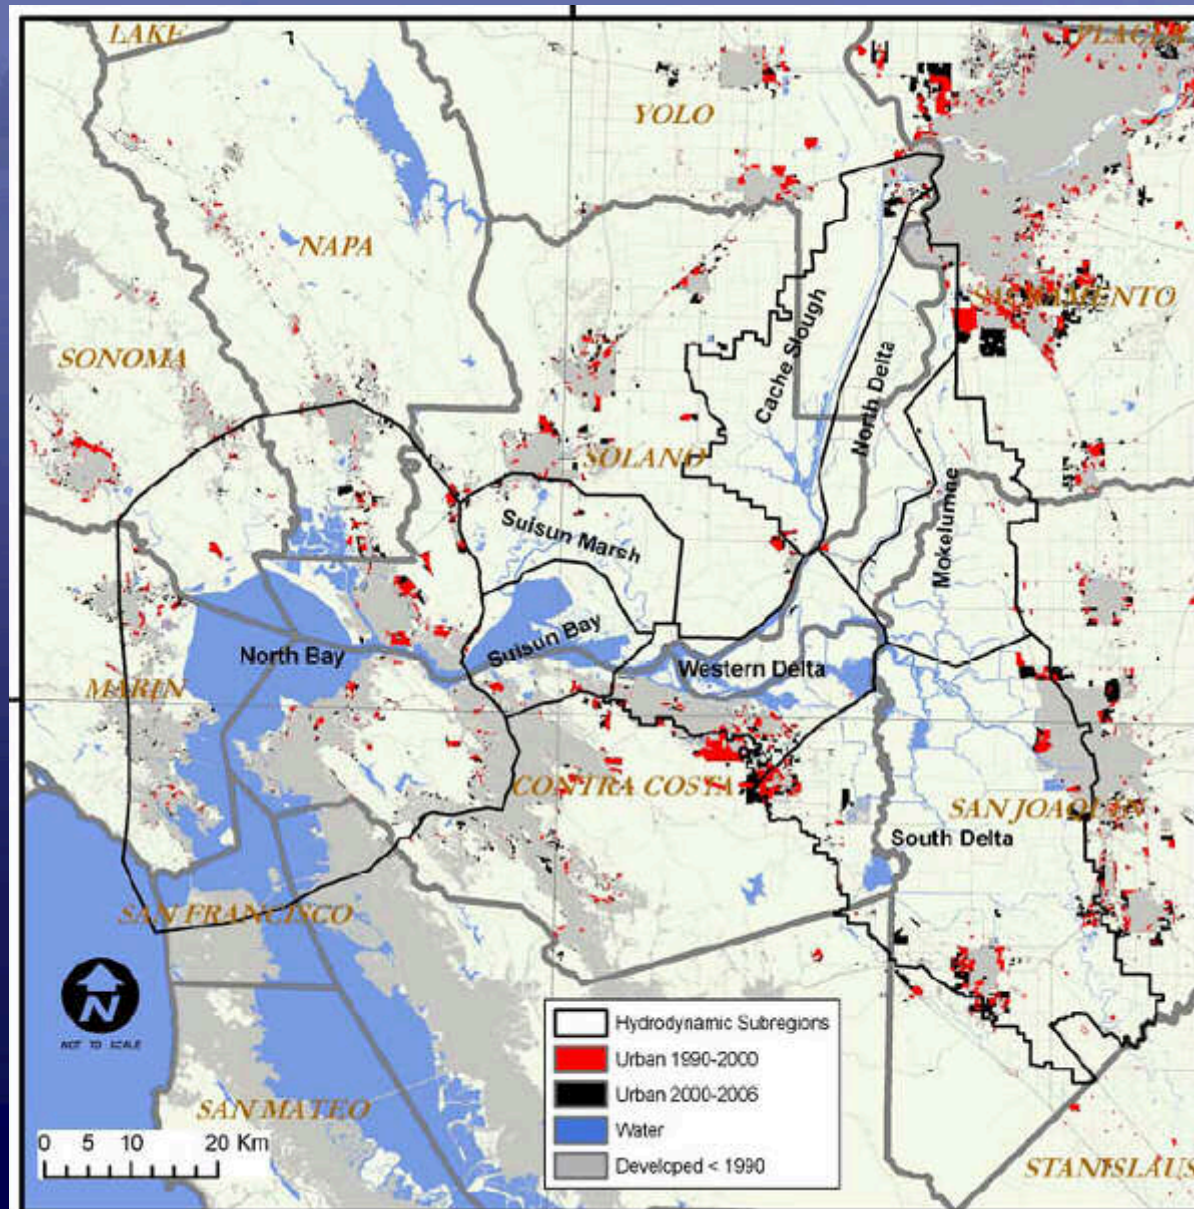 LAKE
PLACER
YOLO
NAPA
SACRAMENTO
SONOMA
Cache Slough
North Delta
SOLANO
Mokelumne
Suisun Marsh
Suisun Bay
North Bay
Western Delta
MARIN
CONTRA COSTA
SAN JOAQUIN
South Delta
SAN FRANCISCO
N
NOT TO SCALE
SAN MATEO
0 5 10 20 Km
Hydrodynamic Subregions
Urban 1990-2000
Urban 2000-2006
Water
Developed < 1990
STANISLAUS